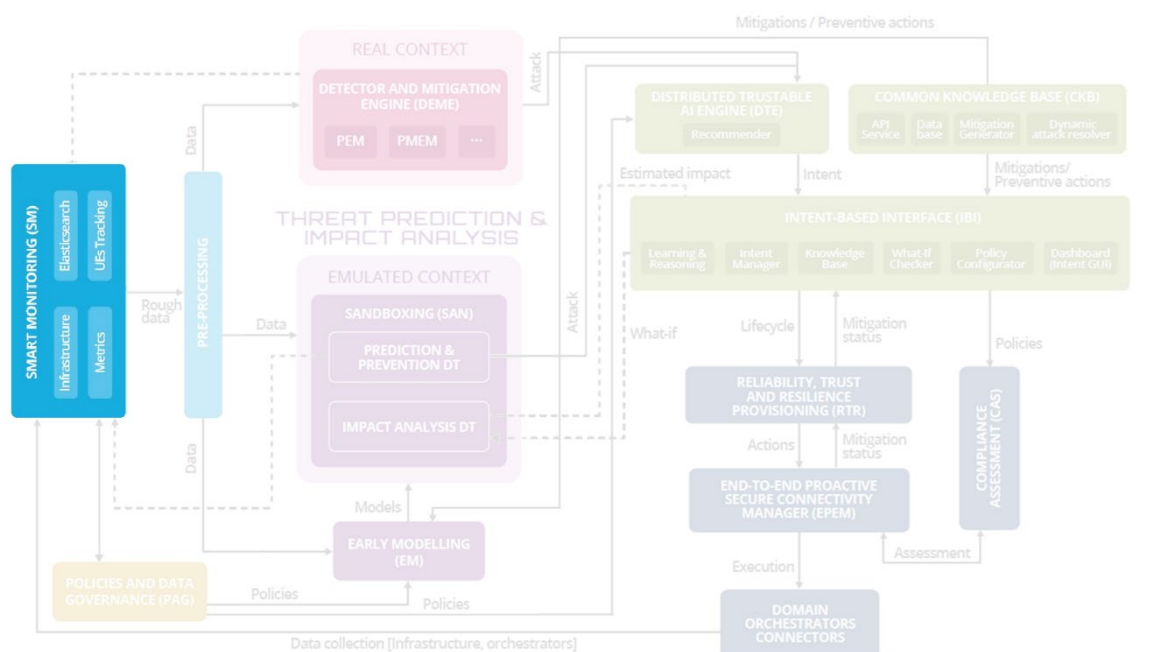 Mitigations / Preventive actions
REAL CONTEXT
DETECTOR AND MITIGATION
ENGINE (DEME)
PEM
PMEM
...
Attack
Data
DISTRIBUTED TRUSTABLE
AI ENGINE (DTE)
Recommender
COMMON KNOWLEDGE BASE (CKB)
API
Service
Data
base
Mitigation
Generator
Dynamic
attack resolver
Estimated impact
Intent
Mitigations/
Preventive actions
SMART MONITORING (SM)
Elasticsearch
UEs Tracking
Infrastructure
Metrics
Rough
data
PRE-PROCESSING
THREAT PREDICTION &
IMPACT ANALYSIS
INTENT-BASED INTERFACE (IBI)
Learning &
Reasoning
Intent
Manager
Knowledge
Base
What-If
Checker
Policy
Configurator
Dashboard
(Intent GUI)
EMULATED CONTEXT
SANDBOXING (SAN)
PREDICTION &
PREVENTION DT
IMPACT ANALYSIS DT
Data
Attack
What-if
Lifecycle
Mitigation
status
Policies
RELIABILITY, TRUST
AND RESILIENCE
PROVISIONING (RTR)
COMPLIANCE
ASSESSMENT (CAS)
Actions
Mitigation
status
Data
Models
END-TO-END PROACTIVE
SECURE CONNECTIVITY
MANAGER (EPEM)
EARLY MODELLING
(EM)
Assessment
Execution
POLICIES AND DATA
GOVERNANCE (PAG)
Policies
Policies
DOMAIN
ORCHESTRATORS
CONNECTORS
Data collection [Infrastructure, orchestrators]